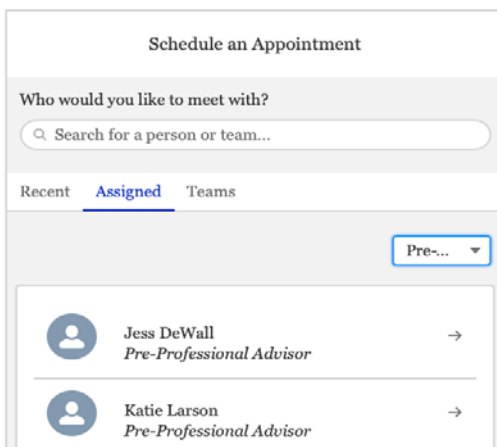 Schedule an Appointment
Who would you like to meet with?
Search for a person or team...
Recent Assigned Teams
Pre-...
Jess DeWall
Pre-Professional Advisor
Katie Larson
Pre-Professional Advisor